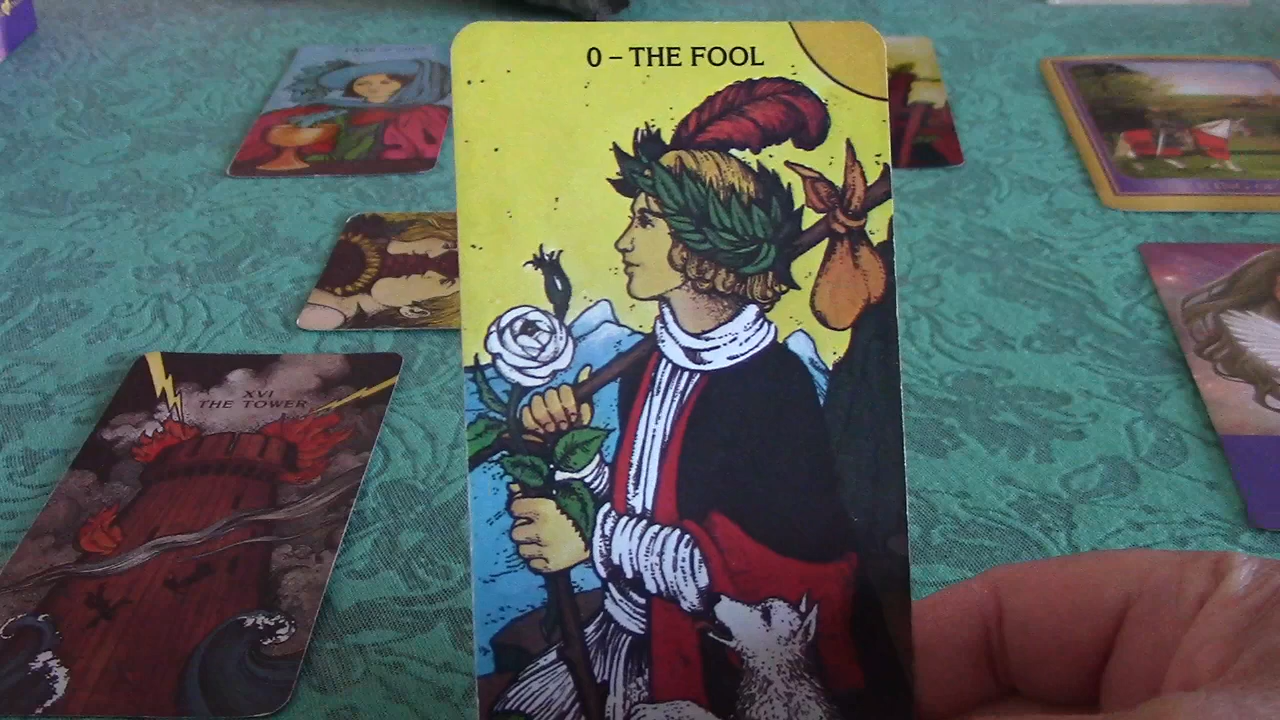 0 – THE FOOL
XVI
THE TOWER